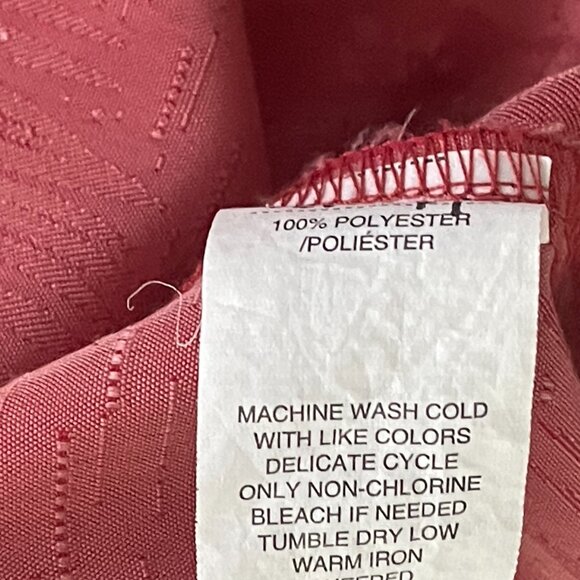 100% POLYESTER
/POLIÉSTER
MACHINE WASH COLD
WITH LIKE COLORS
DELICATE CYCLE
ONLY NON-CHLORINE
BLEACH IF NEEDED
TUMBLE DRY LOW
WARM IRON